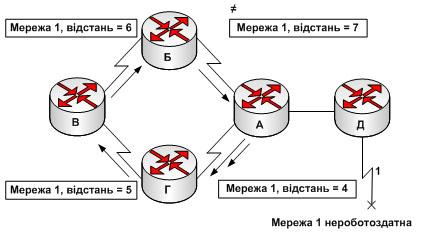 ≠
Мережа 1, відстань = 6
Мережа 1, відстань = 7
Б
В
А
Д
Г
1
Мережа 1, відстань = 5
Мережа 1, відстань = 4
Мережа 1 нероботоздатна